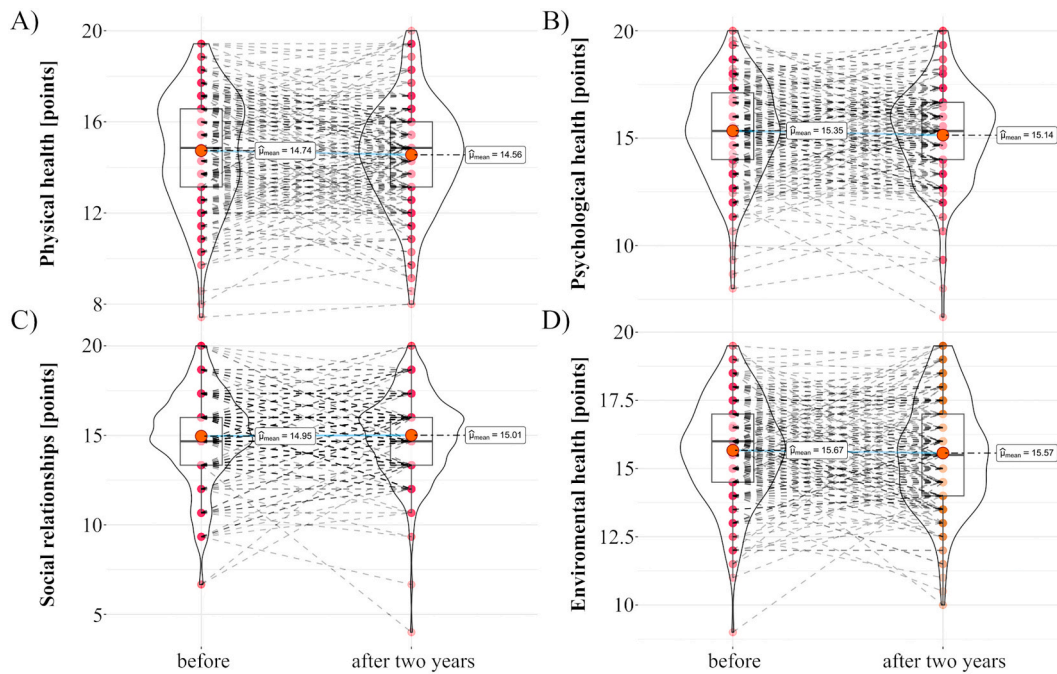 A)
Physical health [points]
20
16
12
8
μ̂mean = 14.74
μ̂mean = 14.56
B)
Psychological health [points]
20
15
10
μ̂mean = 15.35
μ̂mean = 15.14
C)
Social relationships [points]
20
15
10
5
μ̂mean = 14.95
μ̂mean = 15.01
before
after two years
D)
Enviromental health [points]
20
17.5
15
12.5
10
μ̂mean = 15.67
μ̂mean = 15.57
before
after two years